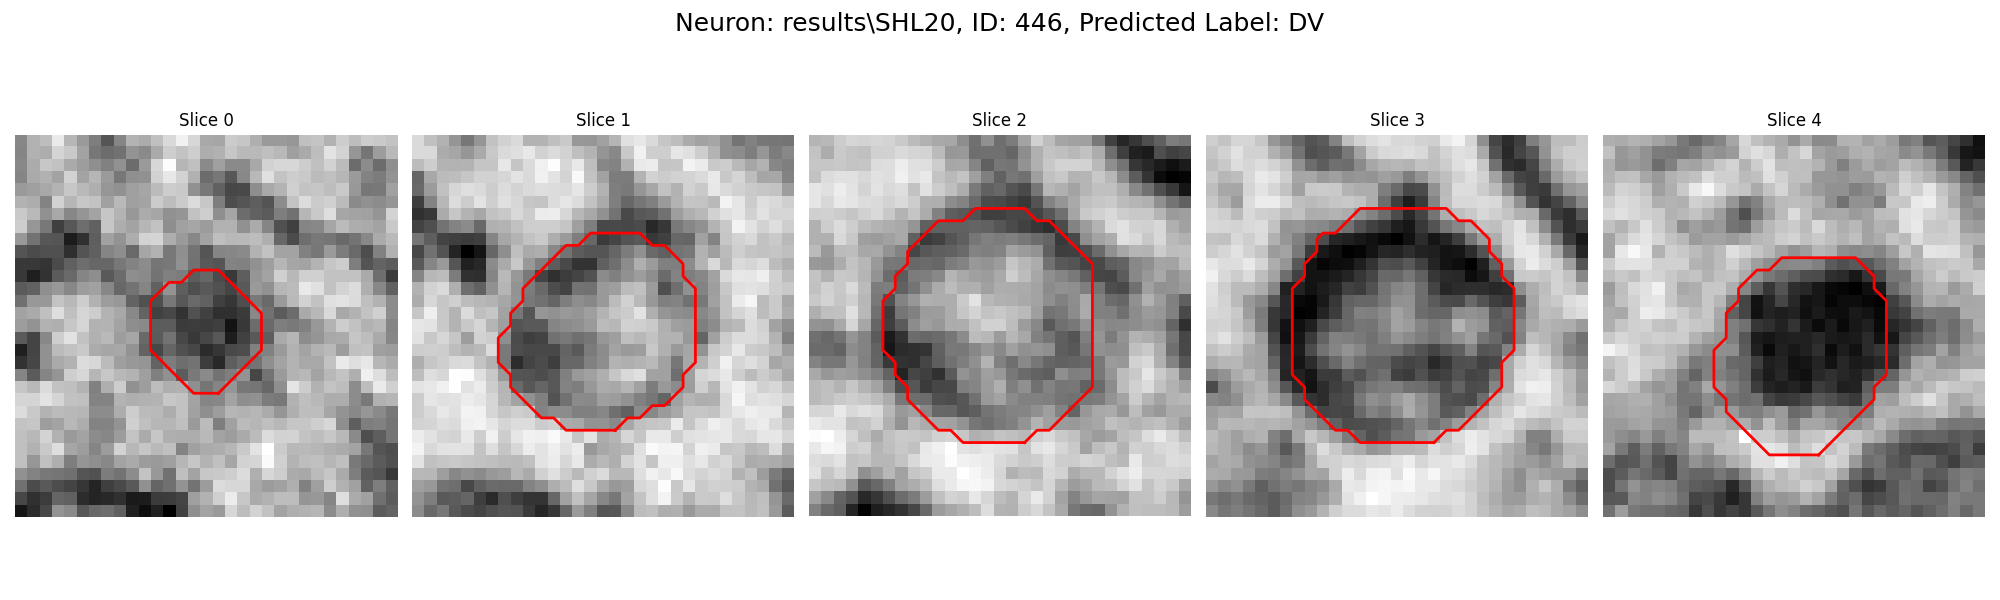 Neuron: results\SHL20, ID: 446, Predicted Label: DV
Slice 0
Slice 1
Slice 2
Slice 3
Slice 4